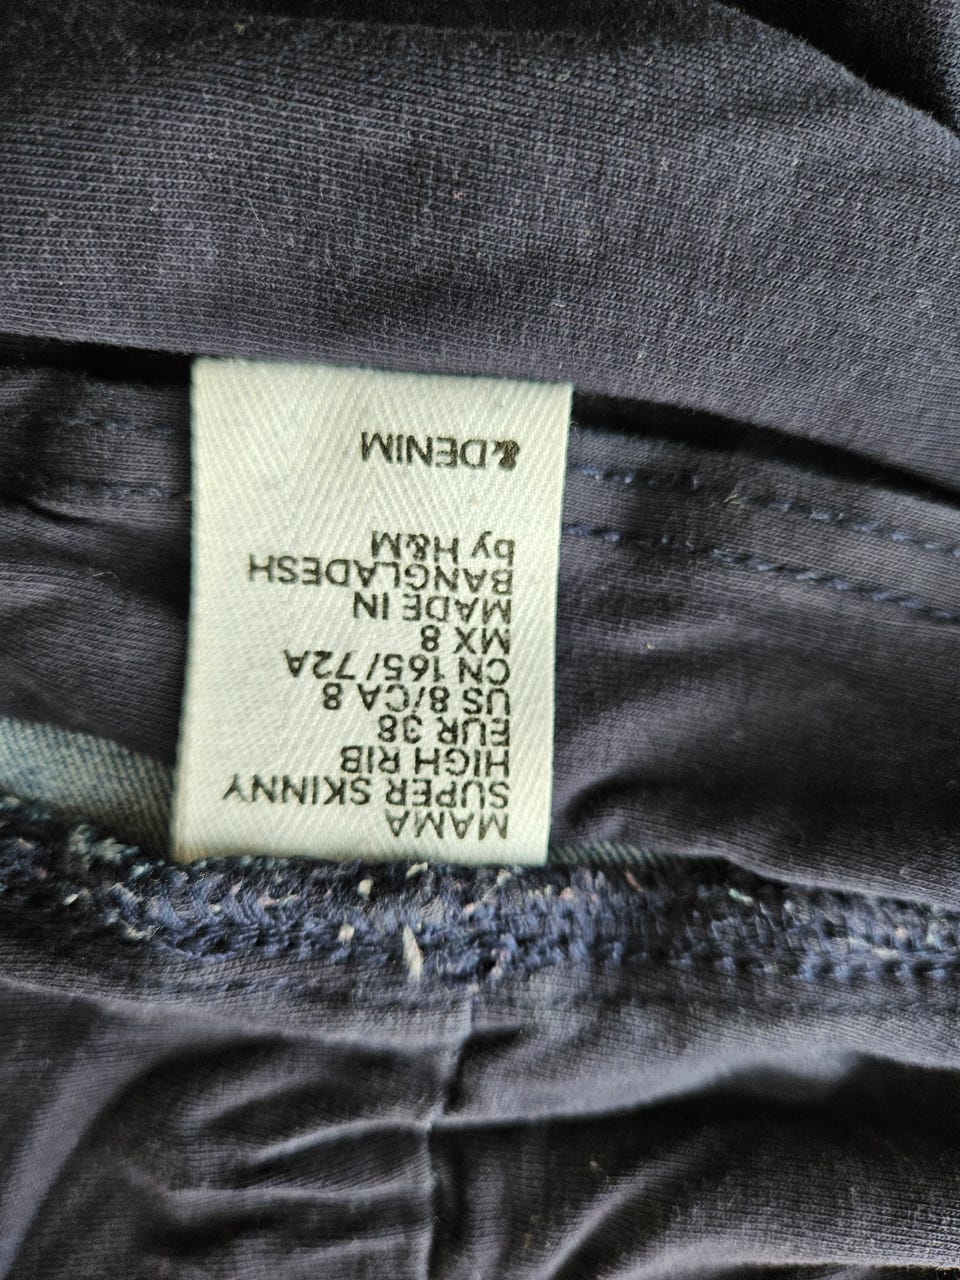 MAMA
SUPER SKINNY
HIGH RIB
EUR 38
US 8/CA 8
CN 165/72A
MX 8
MADE IN
BANGLADESH
by H&M
&DENIM